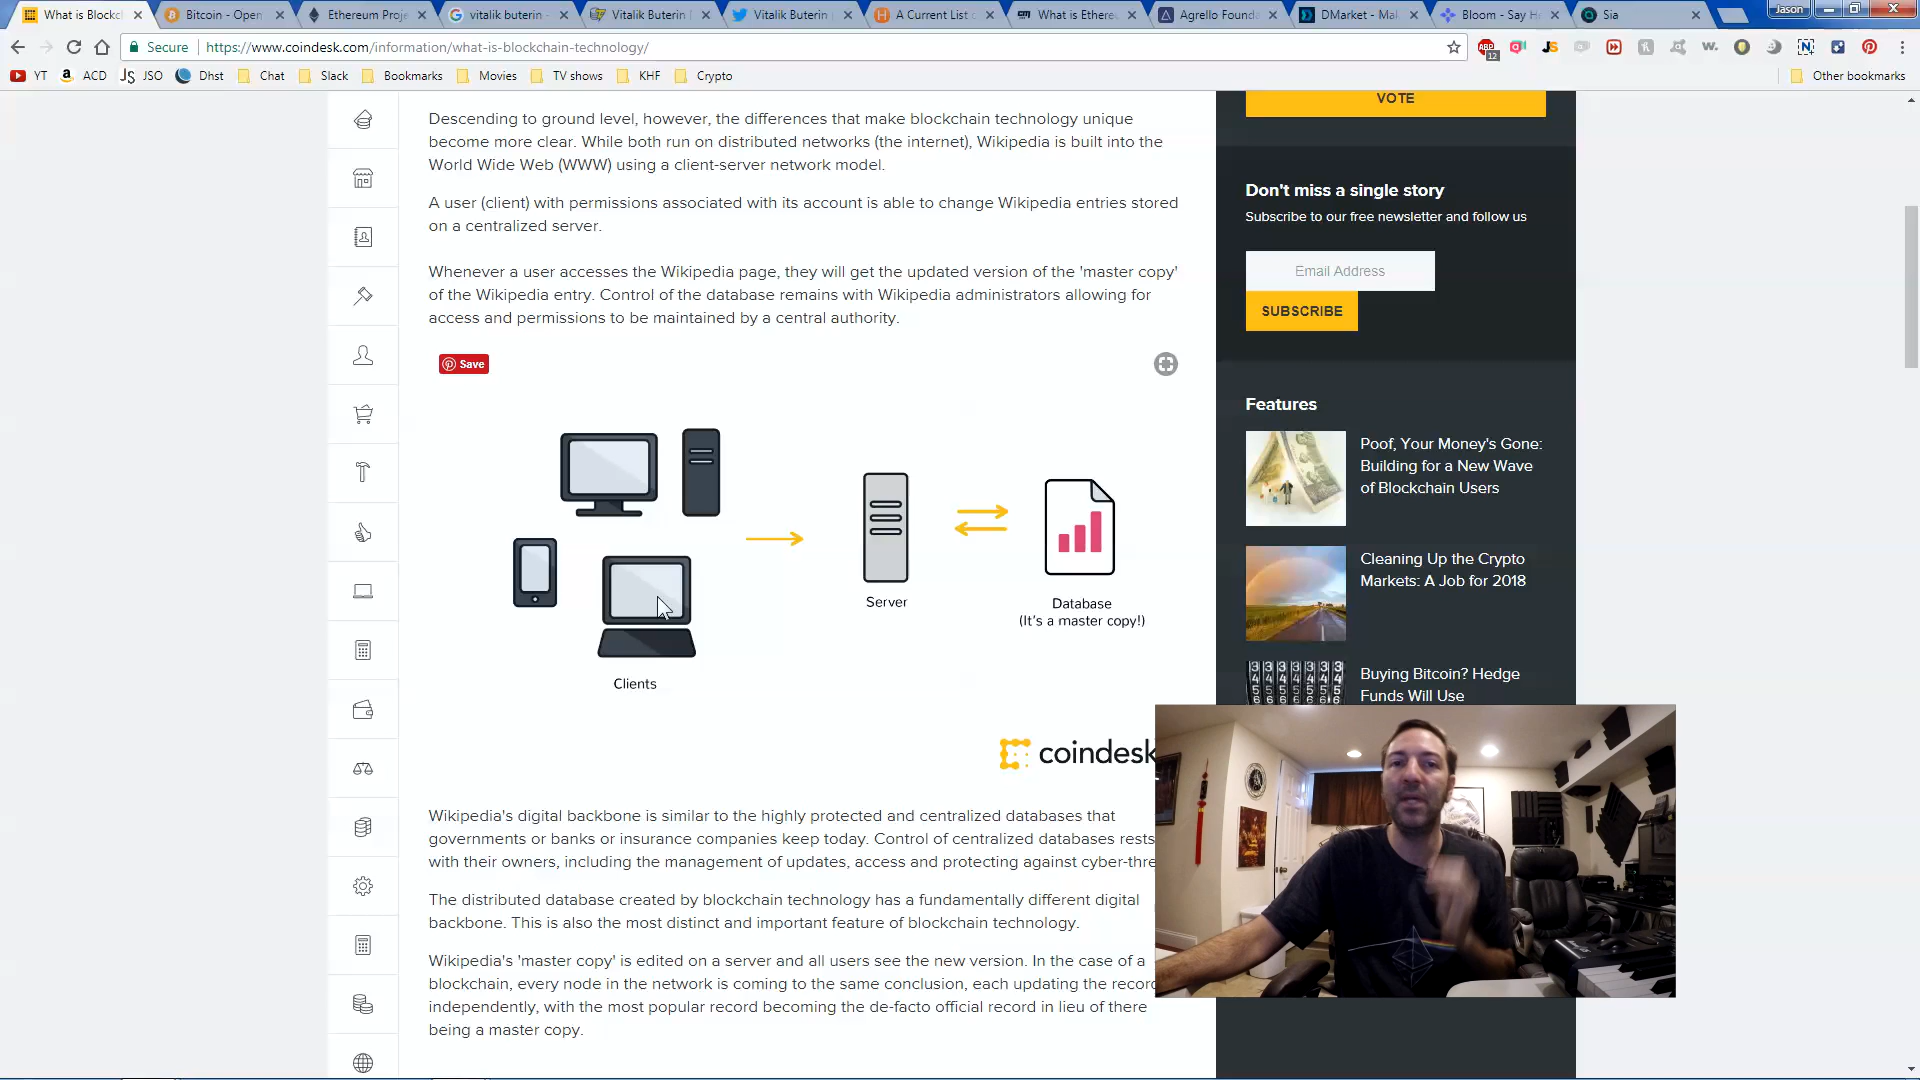 What is Blockc
Bitcoin - Open
Ethereum Proje
vitalik buterin -
Vitalik Buterin
Vitalik Buterin
A Current List o
What is Ethere
Agrello Founda
DMarket - Mak
Bloom - Say H
Sia
Jason
Secure
https://www.coindesk.com/information/what-is-blockchain-technology/
ABP
12
YT
ACD
JSO
Dhst
Chat
Slack
Bookmarks
Movies
TV shows
KHF
Crypto
Other bookmarks
Descending to ground level, however, the differences that make blockchain technology unique
become more clear. While both run on distributed networks (the internet), Wikipedia is built into the
World Wide Web (WWW) using a client-server network model.
A user (client) with permissions associated with its account is able to change Wikipedia entries stored
on a centralized server.
Whenever a user accesses the Wikipedia page, they will get the updated version of the 'master copy'
of the Wikipedia entry. Control of the database remains with Wikipedia administrators allowing for
access and permissions to be maintained by a central authority.
Save
Clients
Server
Database
(It's a master copy!)
coindesk
Wikipedia's digital backbone is similar to the highly protected and centralized databases that
governments or banks or insurance companies keep today. Control of centralized databases rests
with their owners, including the management of updates, access and protecting against cyber-thre
The distributed database created by blockchain technology has a fundamentally different digital
backbone. This is also the most distinct and important feature of blockchain technology.
Wikipedia's 'master copy' is edited on a server and all users see the new version. In the case of a
blockchain, every node in the network is coming to the same conclusion, each updating the record
independently, with the most popular record becoming the de-facto official record in lieu of there
being a master copy.
VOTE
Don't miss a single story
Subscribe to our free newsletter and follow us
Email Address
SUBSCRIBE
Features
Poof, Your Money's Gone:
Building for a New Wave
of Blockchain Users
Cleaning Up the Crypto
Markets: A Job for 2018
Buying Bitcoin? Hedge
Funds Will Use